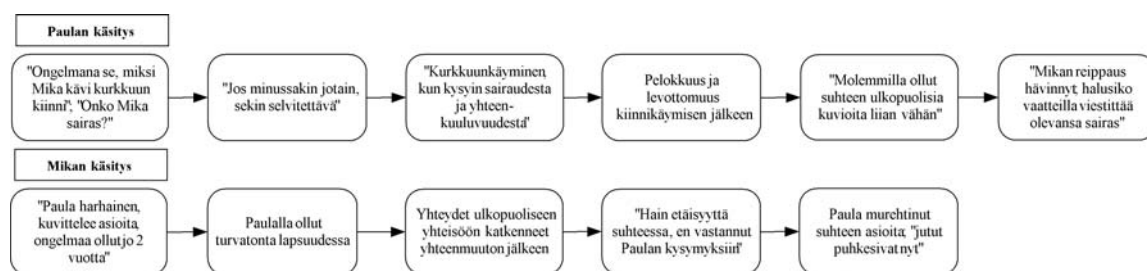 Paulan käsitys
"Ongelmana se, miksi
Mika kävi kurkkuun
kiinni"; "Onko Mika
sairas?"
"Jos minussakin jotain,
sekin selvitettävä"
"Kurkkuunkäyminen,
kun kysyin sairaudesta
ja yhteen-
kuuluvuudesta"
Pelokkuus ja
levottomuus
kiinnikäymisen jälkeen
"Molemmilla ollut
suhteen ulkopuolisia
kuvioita liian vähän"
"Mikan reippaus
hävinnyt, halusiko
vaatteilla viestittää
olevansa sairas"
Mikan käsitys
"Paula harhainen,
kuvittelee asioita,
ongelmaa ollut jo 2
vuotta"
Paulalla ollut
turvatonta lapsuudessa
Yhteydet ulkopuoliseen
yhteisöön katkenneet
yhteenmuuton jälkeen
"Hain etäisyyttä
suhteessa, en vastannut
Paulan kysymyksiin"
Paula murehtinut
suhteen asioita, "jutut
puhkesivat nyt"